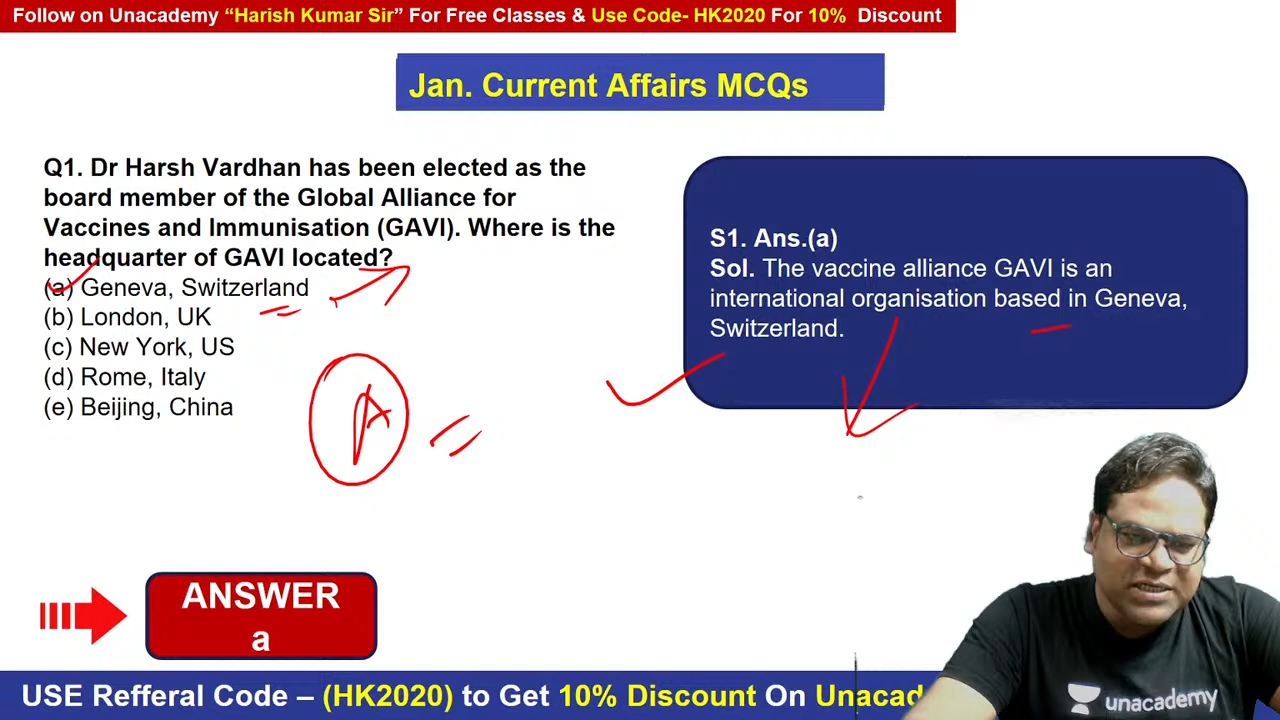 Follow on Unacademy “Harish Kumar Sir” For Free Classes & Use Code- HK2020 For 10% Discount
Jan. Current Affairs MCQs
Q1. Dr Harsh Vardhan has been elected as the
board member of the Global Alliance for
Vaccines and Immunisation (GAVI). Where is the
headquarter of GAVI located?
(a) Geneva, Switzerland
(b) London, UK
(c) New York, US
(d) Rome, Italy
(e) Beijing, China
S1. Ans.(a)
Sol. The vaccine alliance GAVI is an
international organisation based in Geneva,
Switzerland.
A
ANSWER
a
USE Refferal Code – (HK2020) to Get 10% Discount On
unacademy